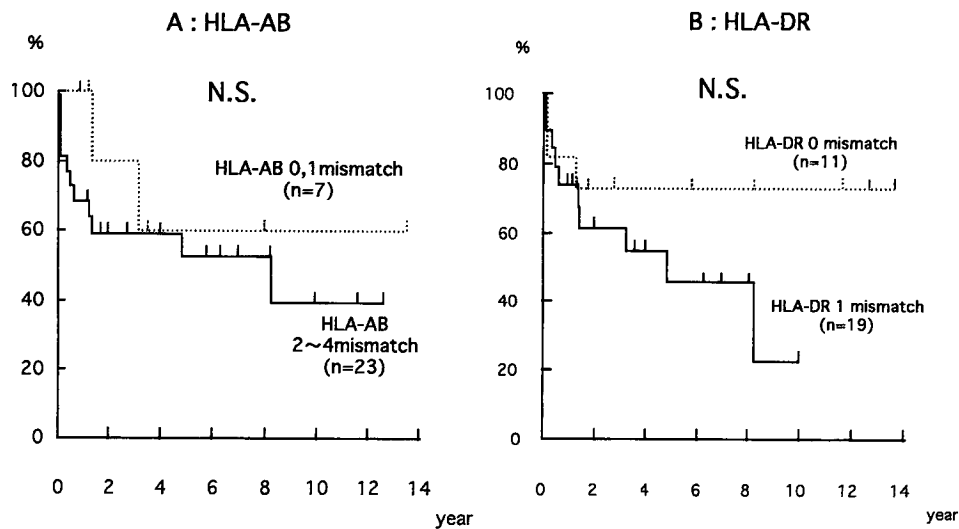 A : HLA-AB
%
N.S.
100
80
60
40
20
0
HLA-AB 0,1mismatch
(n=7)
HLA-AB
2~4mismatch
(n=23)
0 2 4 6 8 10 12 14
year
B : HLA-DR
%
N.S.
100
80
60
40
20
0
HLA-DR 0 mismatch
(n=11)
HLA-DR 1 mismatch
(n=19)
0 2 4 6 8 10 12 14
year